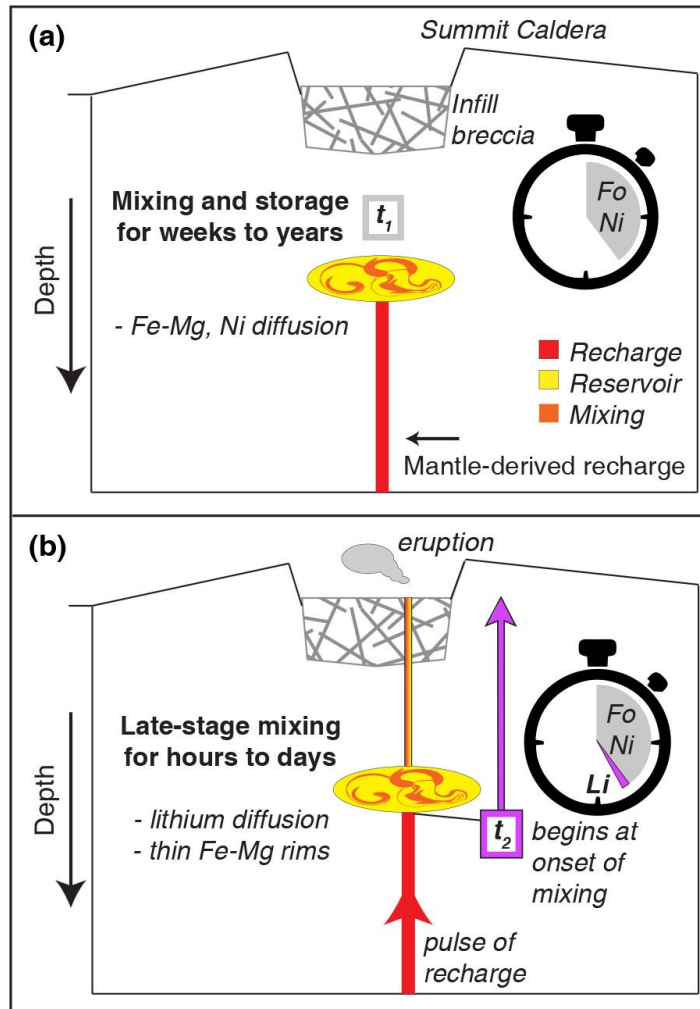 (a)
Summit Caldera
Infill
breccia
Fo
Ni
Mixing and storage
for weeks to years
t1
Depth
- Fe-Mg, Ni diffusion
Recharge
Reservoir
Mixing
Mantle-derived recharge
(b)
eruption
Fo
Ni
Li
Late-stage mixing
for hours to days
Depth
- lithium diffusion
- thin Fe-Mg rims
t2
begins at
onset of
mixing
pulse of
recharge